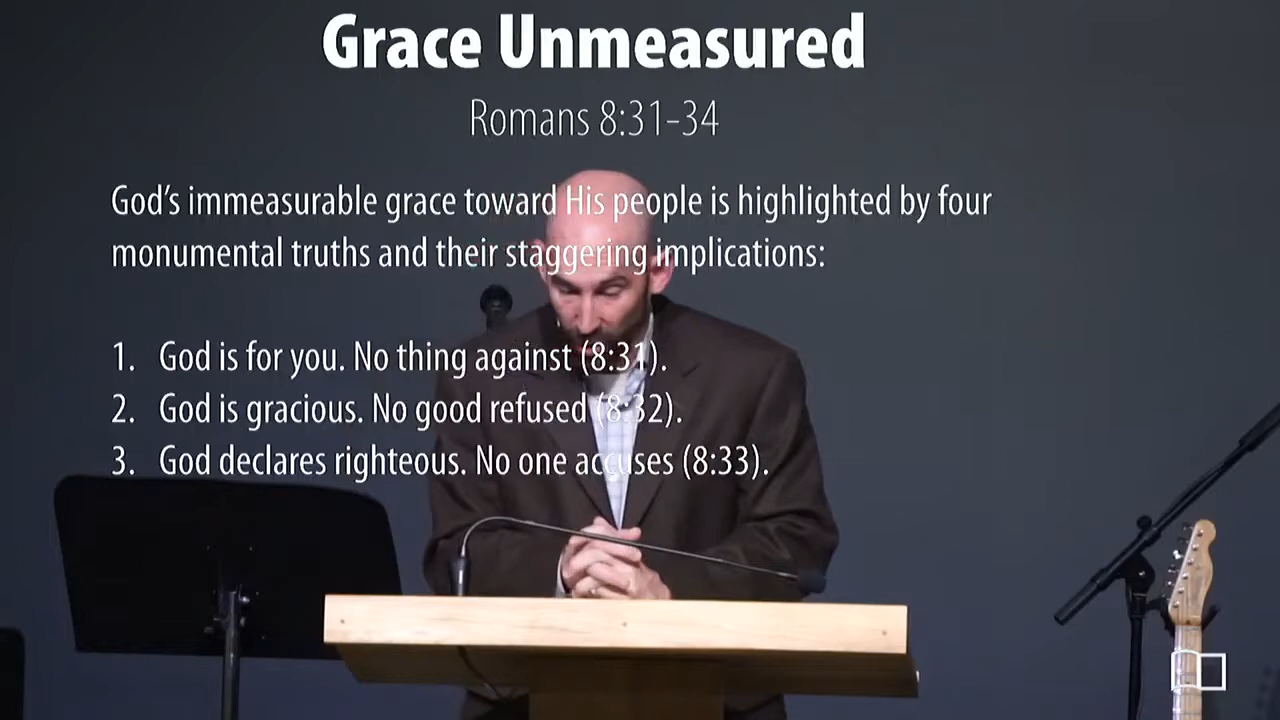 Grace Unmeasured
Romans 8:31-34
God's immeasurable grace toward His people is highlighted by four
monumental truths and their staggering implications:
1. God is for you. No thing against (8:31).
2. God is gracious. No good refused (8:32).
3. God declares righteous. No one accuses (8:33).